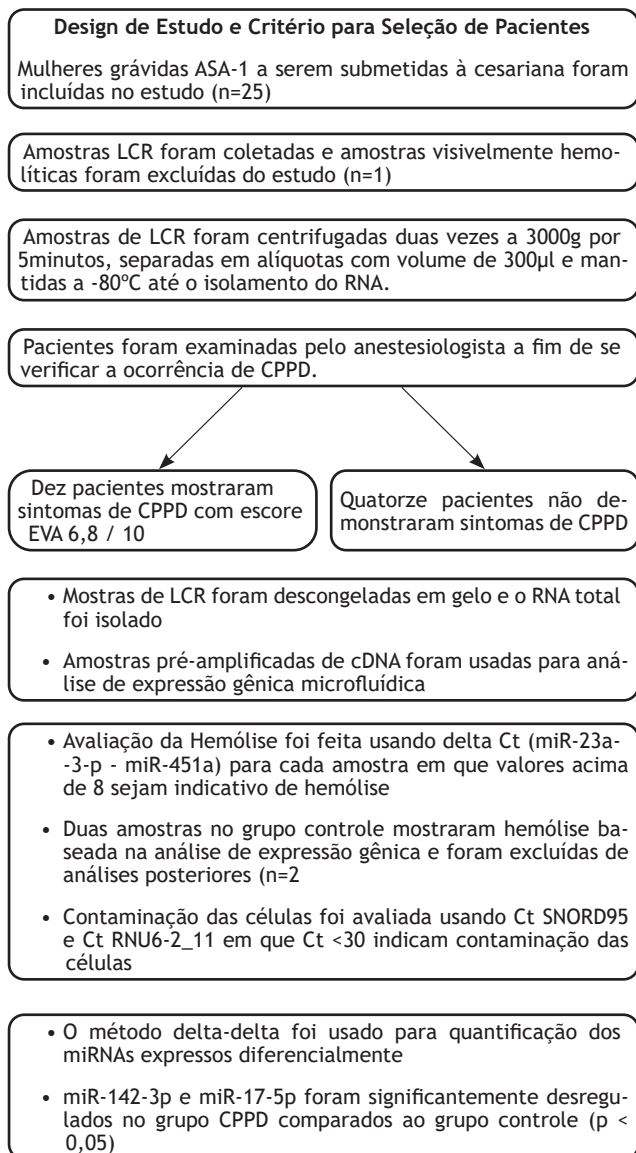 Design de Estudo e Critério para Seleção de Pacientes
Mulheres grávidas ASA-1 a serem submetidas à cesariana foram
incluídas no estudo (n=25)
Amostras LCR foram coletadas e amostras visivelmente hemo-
líticas foram excluídas do estudo (n=1)
Amostras de LCR foram centrifugadas duas vezes a 3000g por
5minutos, separadas em alíquotas com volume de 300µl e man-
tidas a -80ºC até o isolamento do RNA.
Pacientes foram examinadas pelo anestesiologista a fim de se
verificar a ocorrência de CPPD.
Dez pacientes mostraram
sintomas de CPPD com escore
EVA 6,8 / 10
Quatorze pacientes não de-
monstraram sintomas de CPPD
• Mostras de LCR foram descongeladas em gelo e o RNA total
foi isolado
• Amostras pré-amplificadas de cDNA foram usadas para aná-
lise de expressão gênica microfluídica
• Avaliação da Hemólise foi feita usando delta Ct (miR-23a-
-3-p - miR-451a) para cada amostra em que valores acima
de 8 sejam indicativo de hemólise
• Duas amostras no grupo controle mostraram hemólise ba-
seada na análise de expressão gênica e foram excluídas de
análises posteriores (n=2
• Contaminação das células foi avaliada usando Ct SNORD95
e Ct RNU6-2_11 em que Ct <30 indicam contaminação das
células
• O método delta-delta foi usado para quantificação dos
miRNAs expressos diferencialmente
• miR-142-3p e miR-17-5p foram significantemente desregu-
lados no grupo CPPD comparados ao grupo controle (p <
0,05)